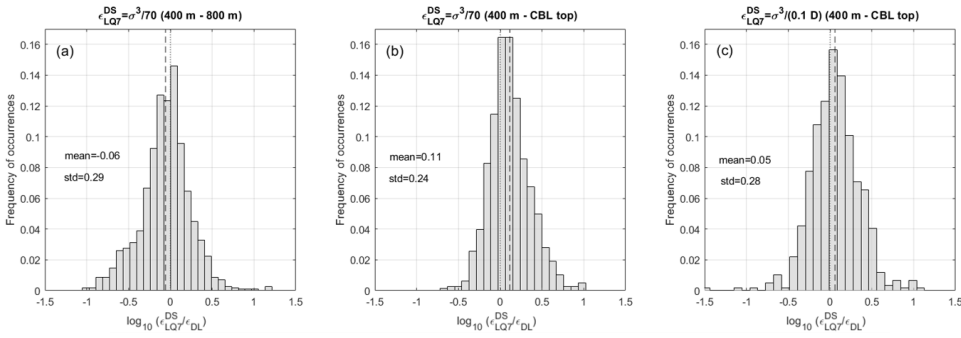 ϵ_LQ7^DS=σ^3/70 (400 m - 800 m)
(a)
mean=-0.06
std=0.29
Frequency of occurrences
0.16
0.14
0.12
0.1
0.08
0.06
0.04
0.02
0
-1.5 -1 -0.5 0 0.5 1 1.5
log_10 (ϵ_LQ7^DS/ϵ_DL)
ϵ_LQ7^DS=σ^3/70 (400 m - CBL top)
(b)
mean=0.11
std=0.24
Frequency of occurrences
0.16
0.14
0.12
0.1
0.08
0.06
0.04
0.02
0
-1.5 -1 -0.5 0 0.5 1 1.5
log_10 (ϵ_LQ7^DS/ϵ_DL)
ϵ_LQ7^DS=σ^3/(0.1 D) (400 m - CBL top)
(c)
mean=0.05
std=0.28
Frequency of occurrences
0.16
0.14
0.12
0.1
0.08
0.06
0.04
0.02
0
-1.5 -1 -0.5 0 0.5 1 1.5
log_10 (ϵ_LQ7^DS/ϵ_DL)